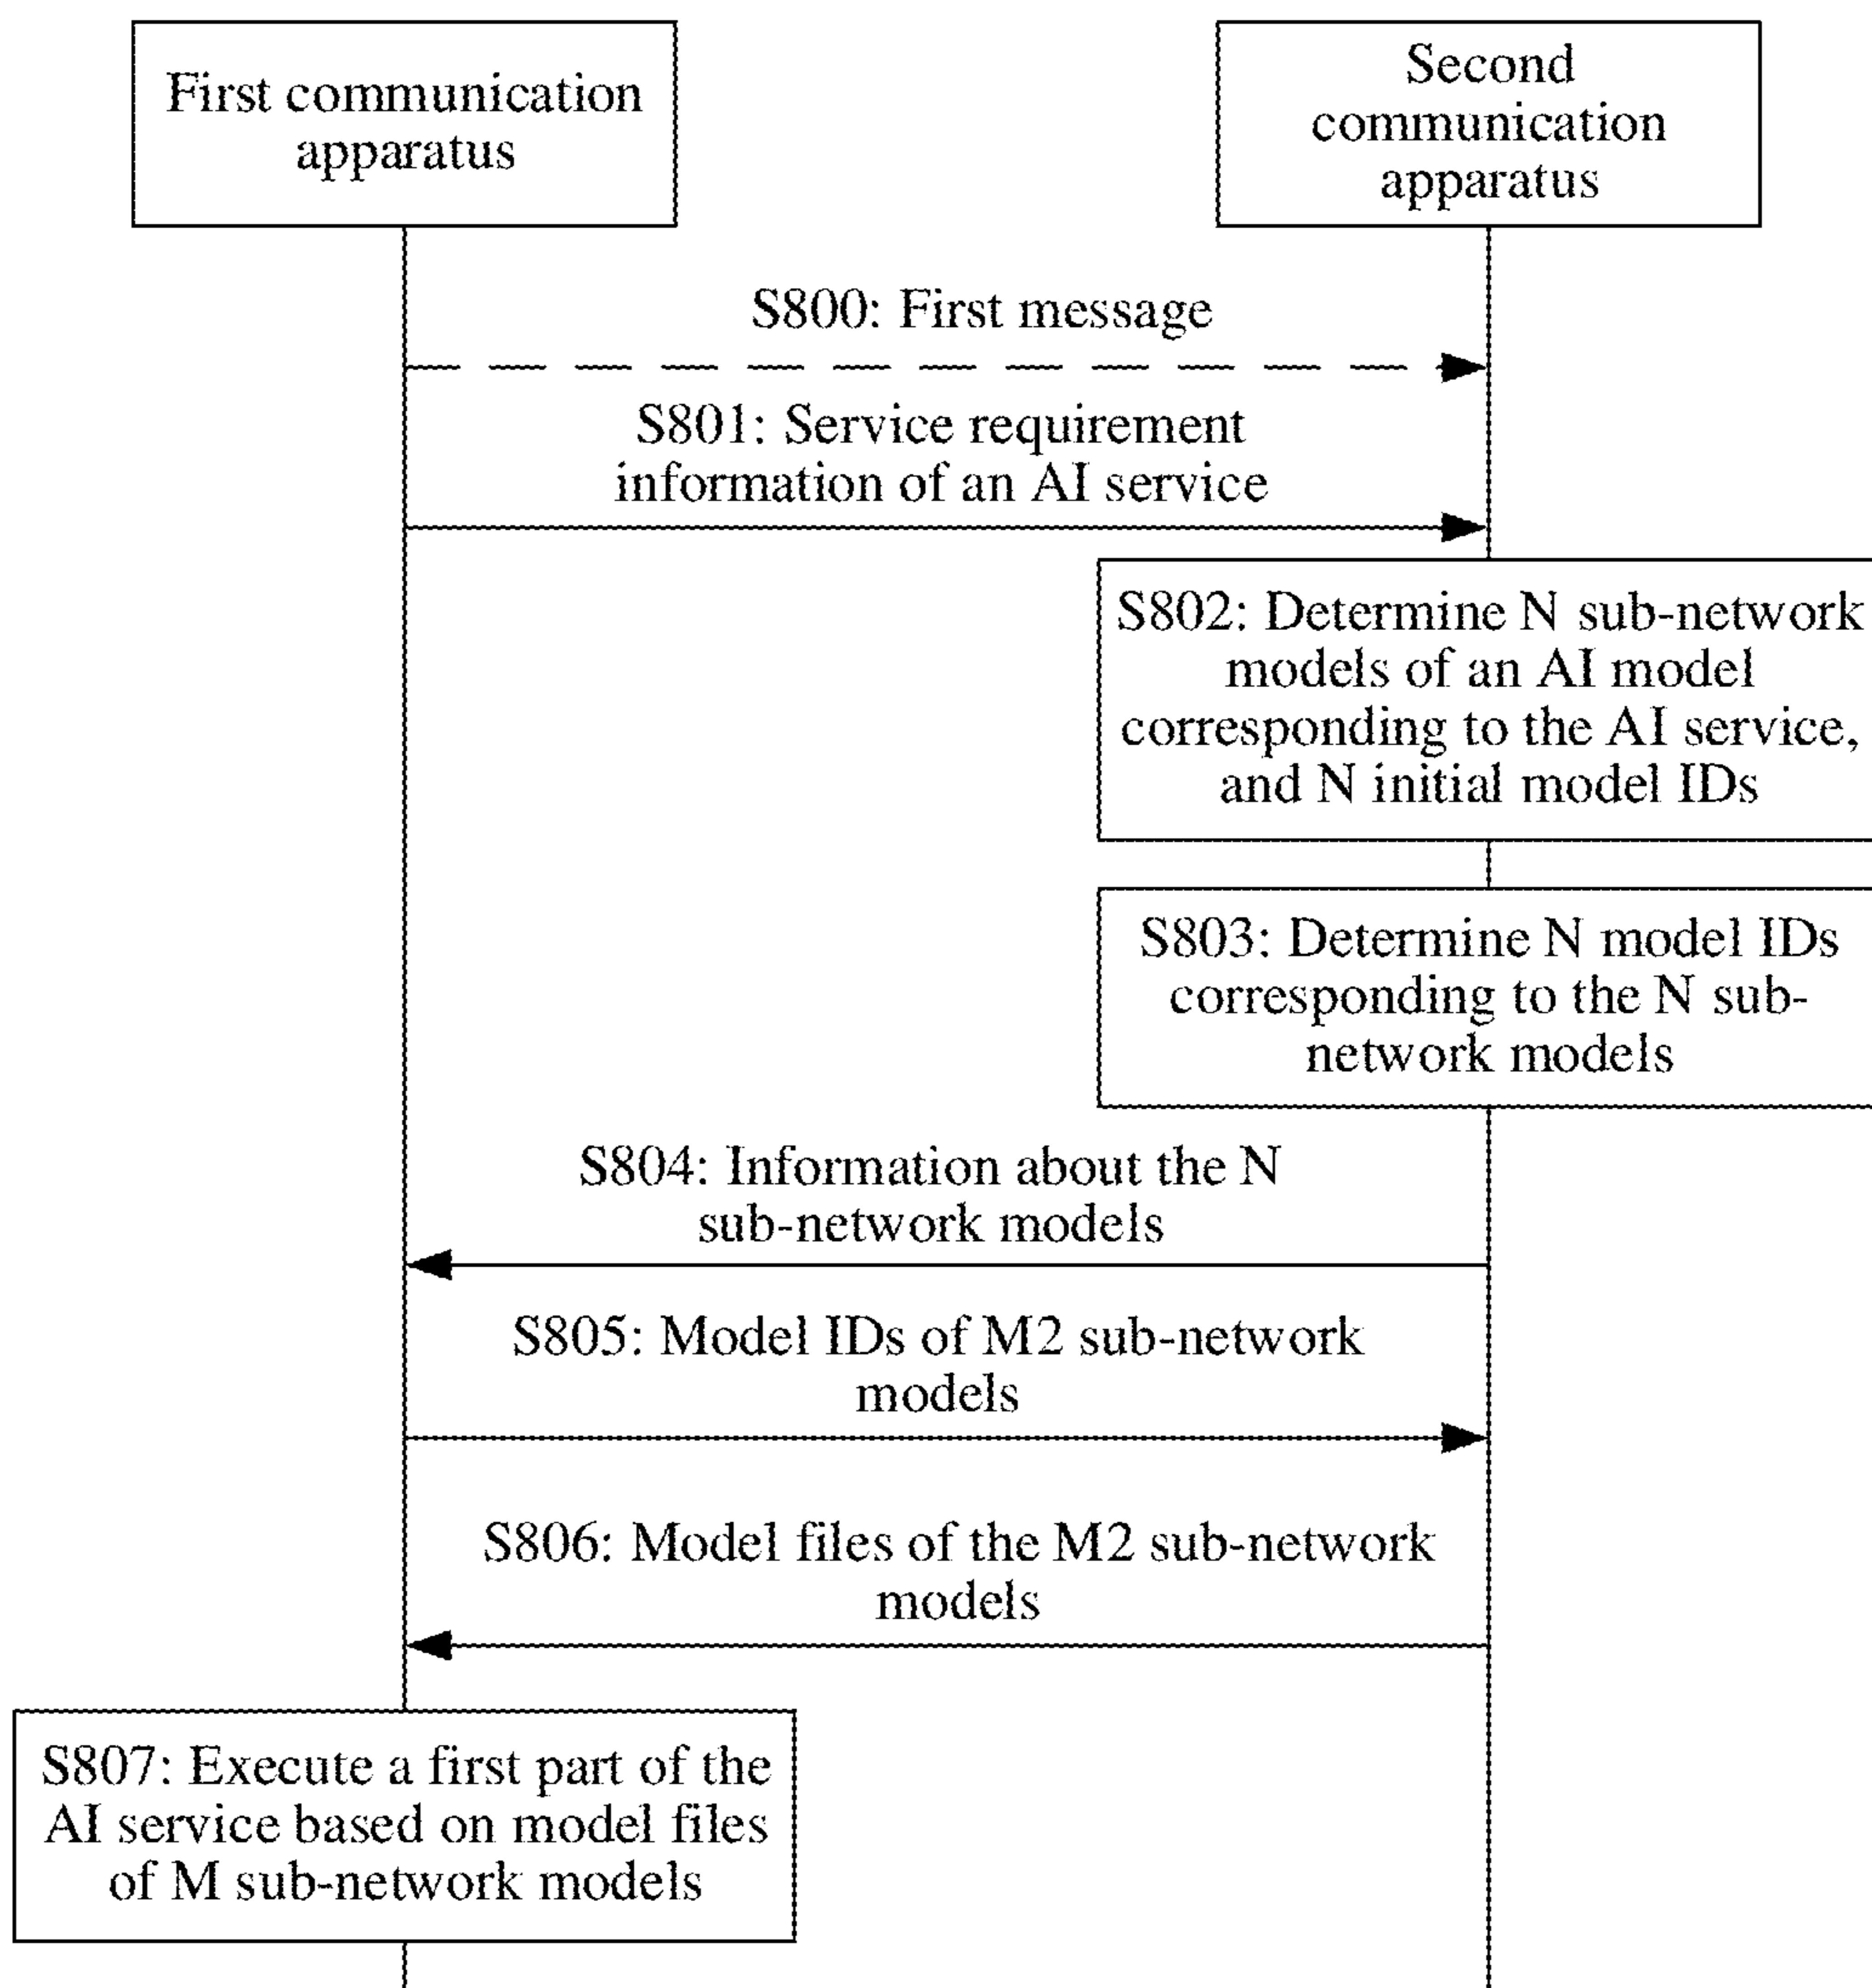 First communication
apparatus
Second
communication
apparatus
S800: First message
S801: Service requirement
information of an AI service
S802: Determine N sub-network
models of an AI model
corresponding to the AI service,
and N initial model IDs
S803: Determine N model IDs
corresponding to the N sub-
network models
S804: Information about the N
sub-network models
S805: Model IDs of M2 sub-network
models
S806: Model files of the M2 sub-network
models
S807: Execute a first part of the
AI service based on model files
of M sub-network models